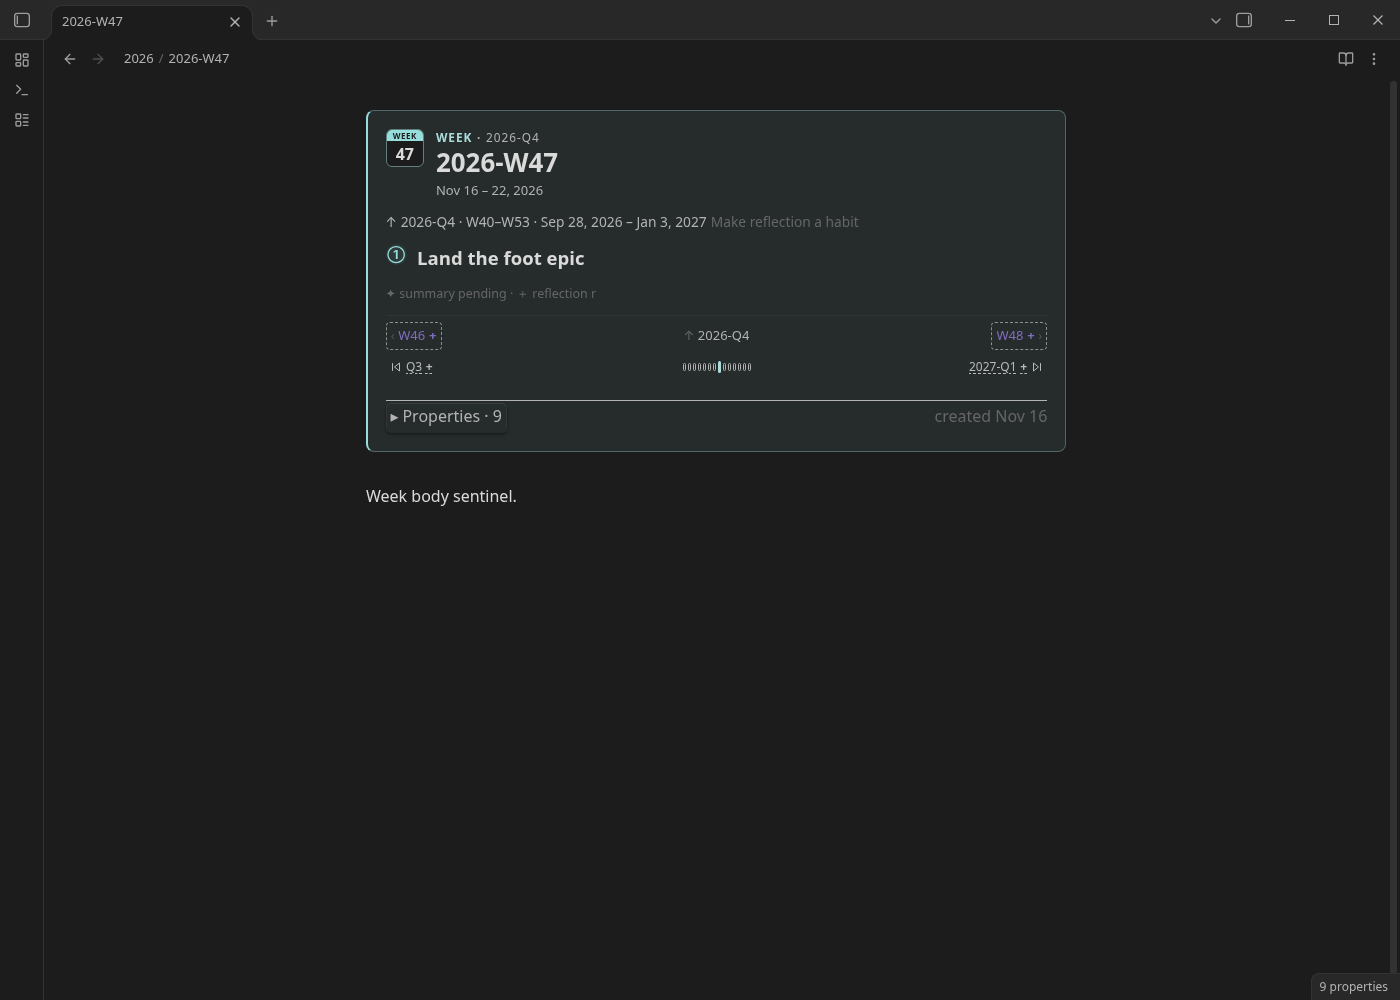 2026-W47
2026 / 2026-W47
WEEK
47
WEEK · 2026-Q4
2026-W47
Nov 16 – 22, 2026
↑ 2026-Q4 · W40–W53 · Sep 28, 2026 – Jan 3, 2027 Make reflection a habit
1 Land the foot epic
✦ summary pending · + reflection r
‹ W46 + ↑ 2026-Q4 W48 + ›
Q3 + 2027-Q1 +
▸ Properties · 9 created Nov 16
Week body sentinel.
9 properties